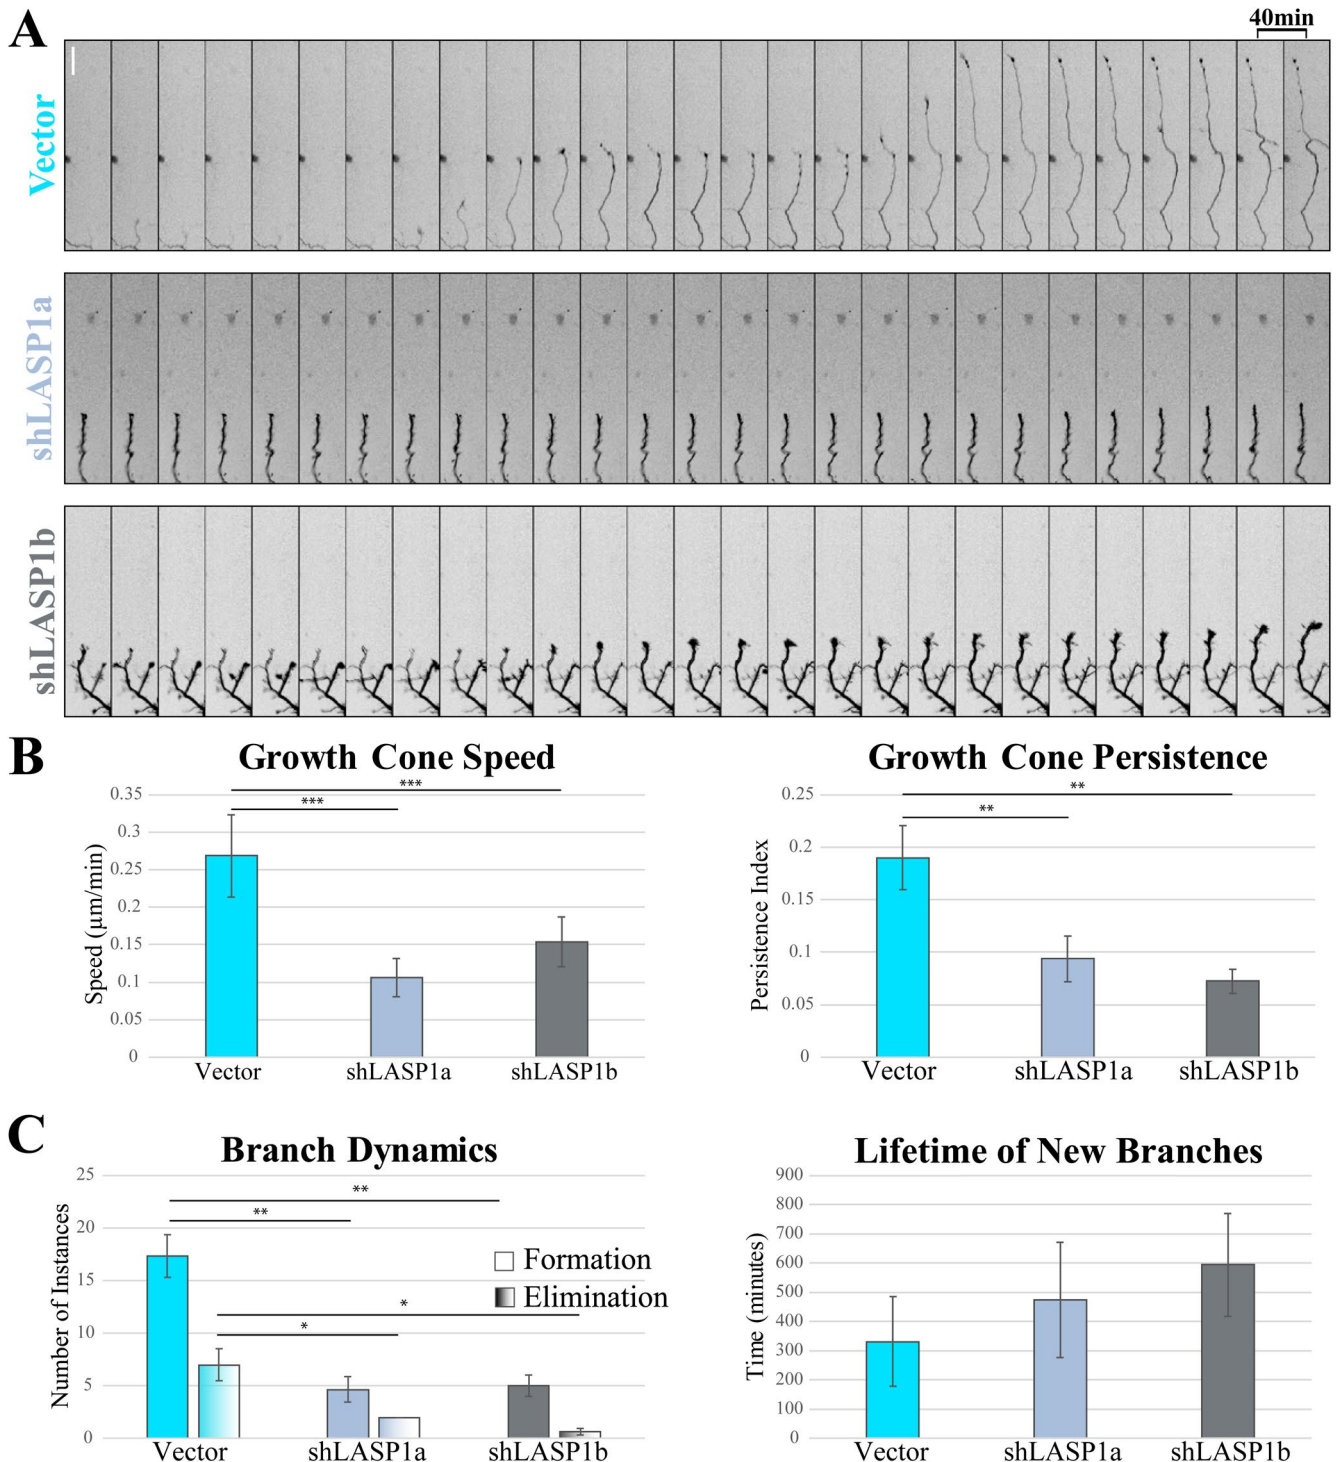 A
40min
Vector
shLASP1a
shLASP1b
B
Growth Cone Speed
***
***
0.35
0.3
0.25
0.2
0.15
0.1
0.05
0
Speed (µm/min)
Vector shLASP1a shLASP1b
Growth Cone Persistence
**
**
0.25
0.2
0.15
0.1
0.05
0
Persistence Index
Vector shLASP1a shLASP1b
C
Branch Dynamics
25
20
15
10
5
0
Number of Instances
**
**
Formation
Elimination
*
*
Vector shLASP1a shLASP1b
Lifetime of New Branches
900
800
700
600
500
400
300
200
100
0
Time (minutes)
Vector shLASP1a shLASP1b